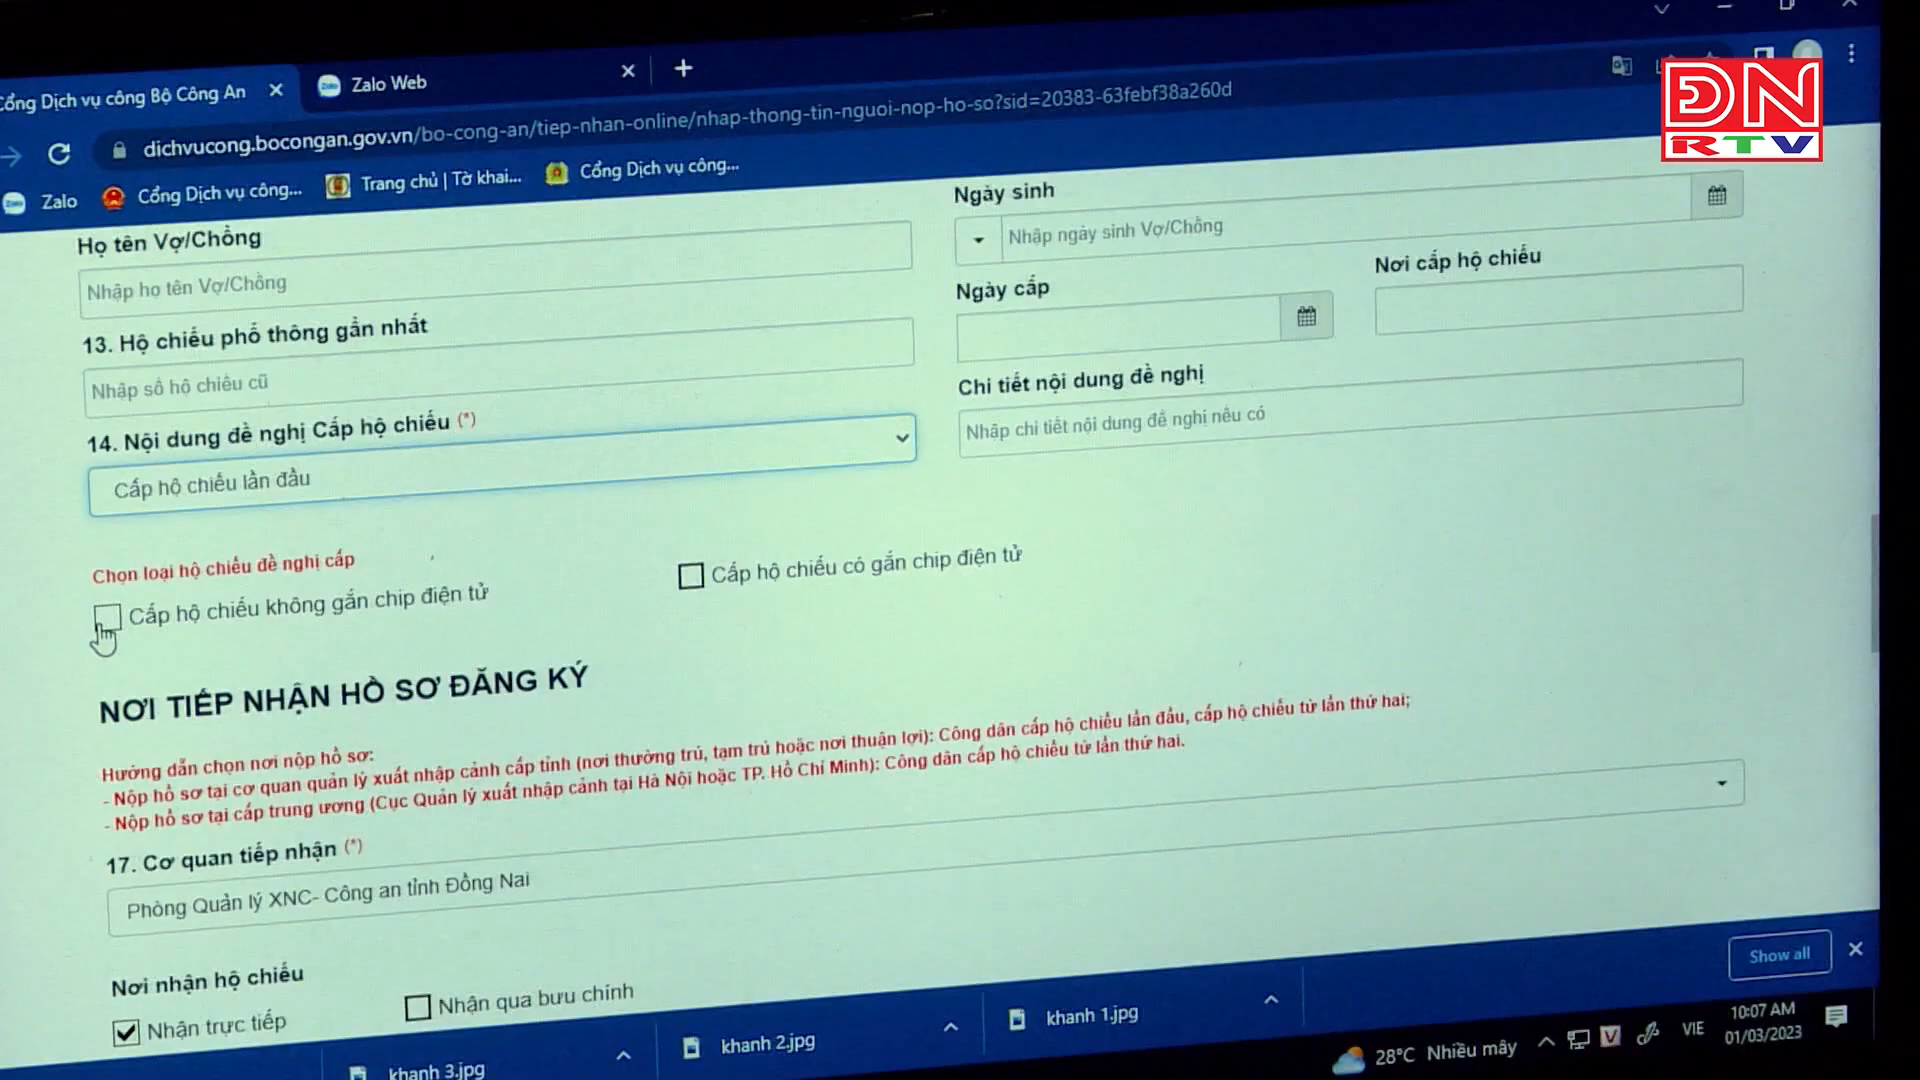 Cổng Dịch vụ công Bộ Công An
Zalo Web
dichvucong.bocongan.gov.vn/bo-cong-an/tiep-nhan-online/nhap-thong-tin-nguoi-nop-ho-so?sid=20383-63febf38a260d
Zalo
Cổng Dịch vụ công...
Trang chủ | Tờ khai...
Cổng Dịch vụ công...
ĐN
RTV
Họ tên Vợ/Chồng
Ngày sinh
Nhập họ tên Vợ/Chồng
Nhập ngày sinh Vợ/Chồng
13. Hộ chiếu phổ thông gần nhất
Ngày cấp
Nơi cấp hộ chiếu
Nhập số hộ chiếu cũ
14. Nội dung đề nghị Cấp hộ chiếu (*)
Chi tiết nội dung đề nghị
Cấp hộ chiếu lần đầu
Nhập chi tiết nội dung đề nghị nếu có
Chọn loại hộ chiếu đề nghị cấp
Cấp hộ chiếu không gắn chip điện tử
Cấp hộ chiếu có gắn chip điện tử
NƠI TIẾP NHẬN HỒ SƠ ĐĂNG KÝ
Hướng dẫn chọn nơi nộp hồ sơ:
- Nộp hồ sơ tại cơ quan quản lý xuất nhập cảnh cấp tỉnh (nơi thường trú, tạm trú hoặc nơi thuận lợi): Công dân cấp hộ chiếu lần đầu, cấp hộ chiếu từ lần thứ hai;
- Nộp hồ sơ tại cấp trung ương (Cục Quản lý xuất nhập cảnh tại Hà Nội hoặc TP. Hồ Chí Minh): Công dân cấp hộ chiếu từ lần thứ hai.
17. Cơ quan tiếp nhận (*)
Phòng Quản lý XNC- Công an tỉnh Đồng Nai
Nơi nhận hộ chiếu
Nhận trực tiếp
Nhận qua bưu chính
khanh 3.jpg
khanh 2.jpg
khanh 1.jpg
Show all
28°C Nhiều mây
VIE
10:07 AM
01/03/2023